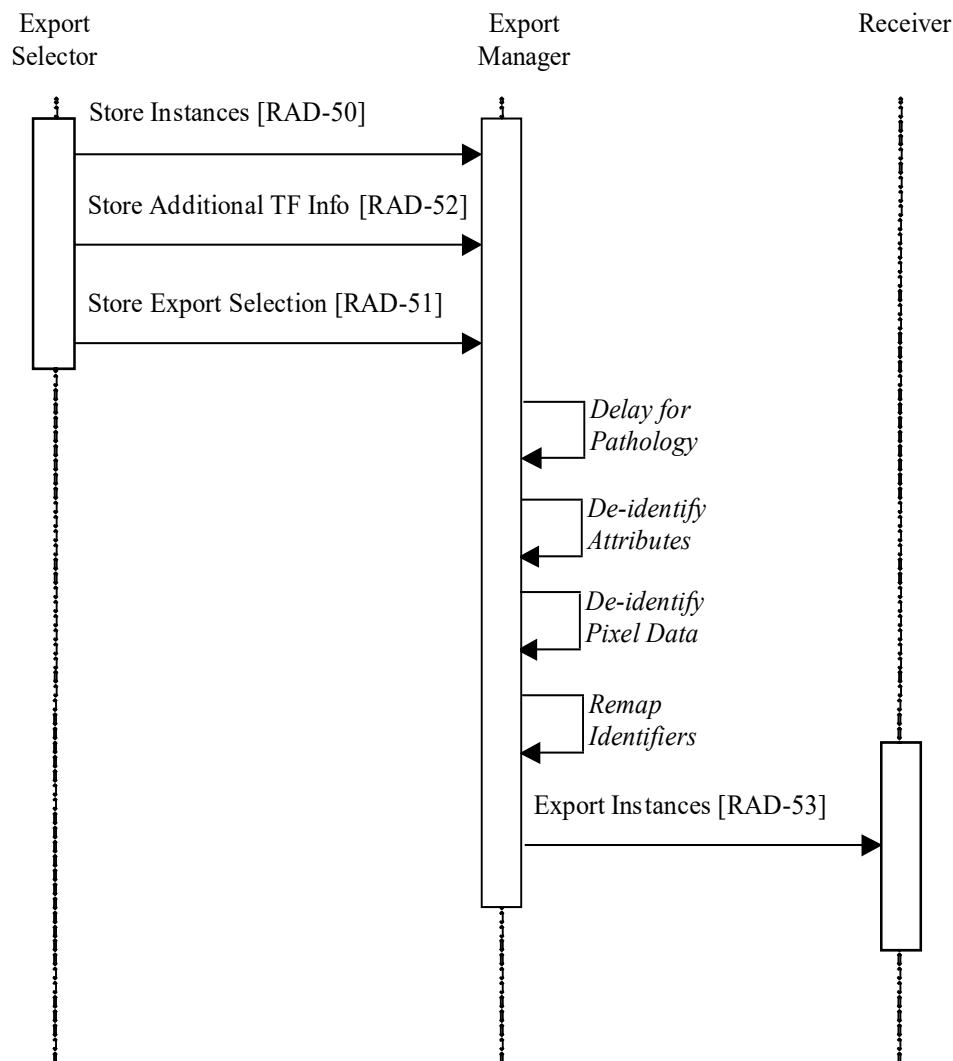 Export
Selector
Export
Manager
Receiver
Store Instances [RAD-50]
Store Additional TF Info [RAD-52]
Store Export Selection [RAD-51]
Delay for
Pathology
De-identify
Attributes
De-identify
Pixel Data
Remap
Identifiers
Export Instances [RAD-53]